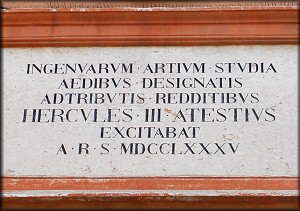 INGENVARVM · ARTIVM · STVDIA
AEDIBVS · DESIGNATIS
ADTRIBVTIS · REDDITIBVS
HERCVLES · III · ATESTIVS
EXCITABAT
A · R · S · MDCCLXXXV